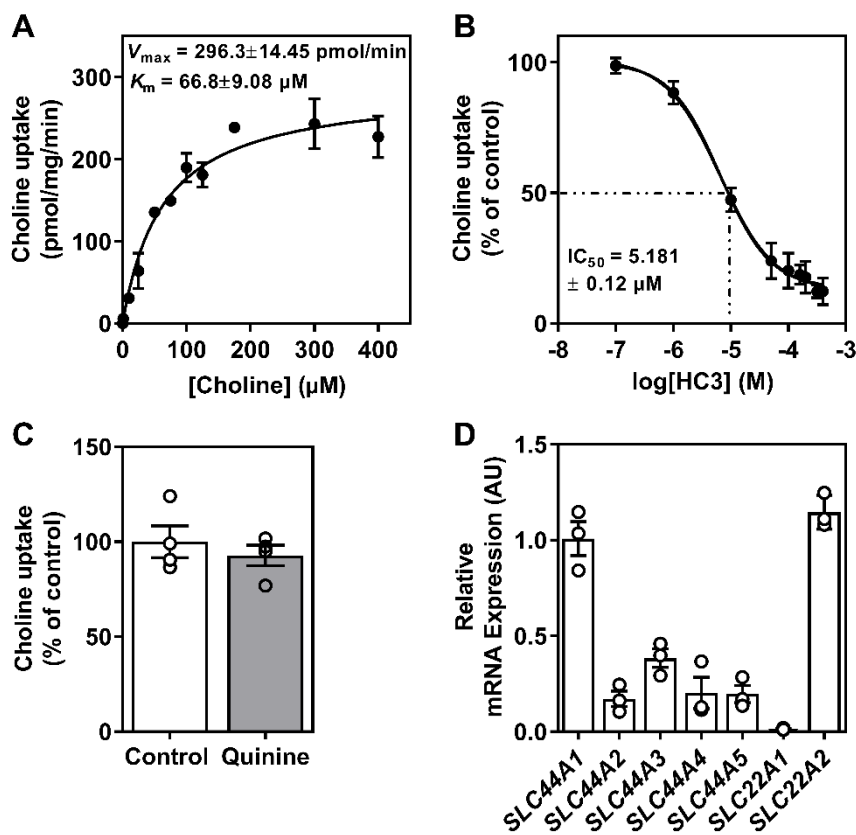 A
Vmax = 296.3±14.45 pmol/min
Km = 66.8±9.08 µM
Choline uptake
(pmol/mg/min)
300
200
100
0
0
100
200
300
400
[Choline] (µM)
B
Choline uptake
(% of control)
100
50
0
IC50 = 5.181
± 0.12 µM
-8
-7
-6
-5
-4
-3
log[HC3] (M)
C
Choline uptake
(% of control)
150
100
50
0
Control
Quinine
D
Relative
mRNA Expression (AU)
1.5
1.0
0.5
0.0
SLC44A1
SLC44A2
SLC44A3
SLC44A4
SLC44A5
SLC22A1
SLC22A2